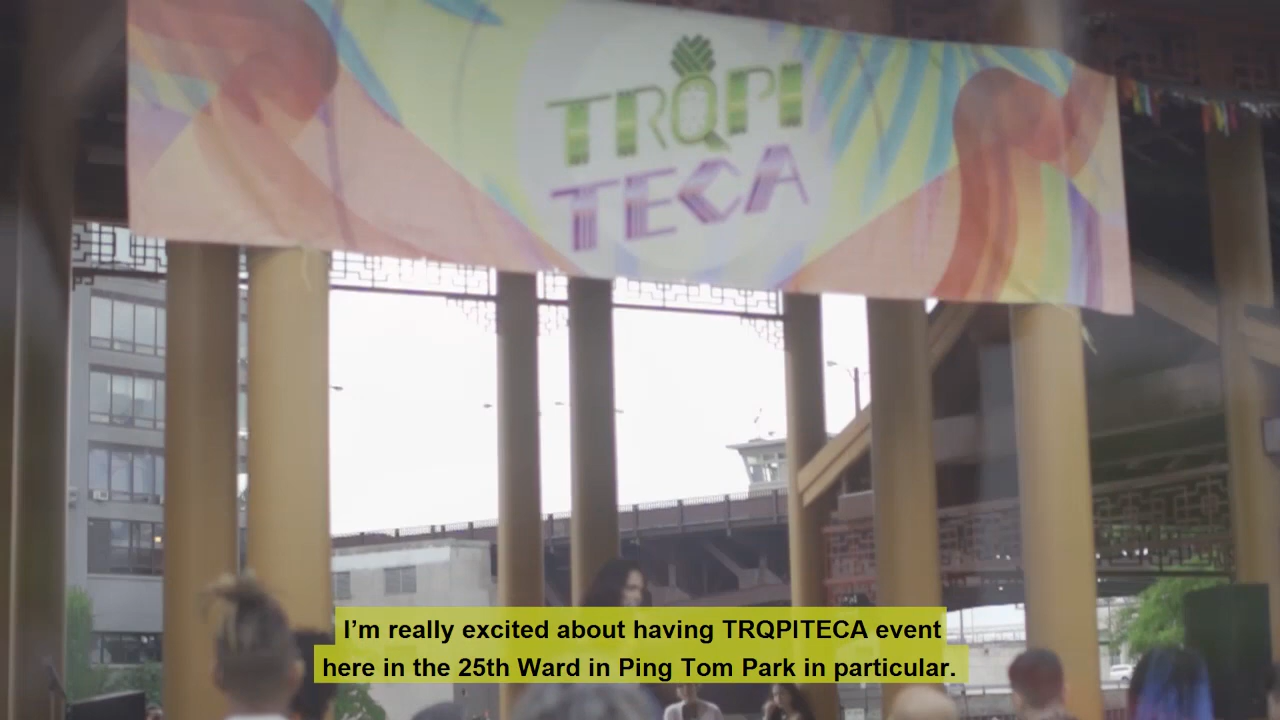 TRQPI
TECA
I'm really excited about having TRQPITECA event
here in the 25th Ward in Ping Tom Park in particular.